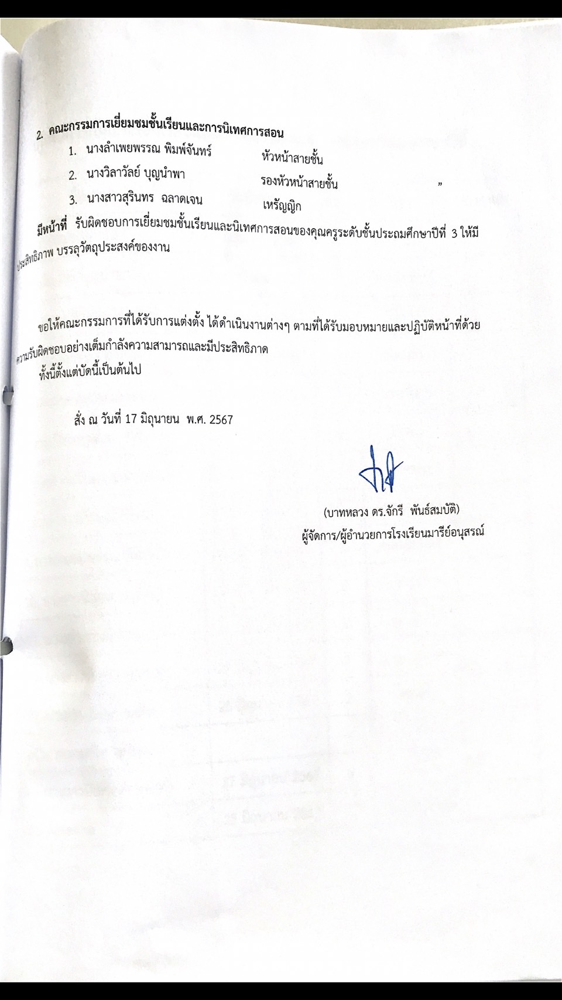 2. คณะกรรมการเยี่ยมชมชั้นเรียนและการนิเทศการสอน
1. นางลำเพยพรรณ พิมพ์จันทร์ หัวหน้าสายชั้น
2. นางวิลาวัลย์ บุญนำพา รองหัวหน้าสายชั้น ”
3. นางสาวสุรินทร ฉลาดเจน เหรัญญิก
มีหน้าที่ รับผิดชอบการเยี่ยมชมชั้นเรียนและนิเทศการสอนของคุณครูระดับชั้นประถมศึกษาปีที่ 3 ให้มี
ประสิทธิภาพ บรรลุวัตถุประสงค์ของงาน
ขอให้คณะกรรมการที่ได้รับการแต่งตั้ง ได้ดำเนินงานต่างๆ ตามที่ได้รับมอบหมายและปฏิบัติหน้าที่ด้วย
ความรับผิดชอบอย่างเต็มกำลังความสามารถและมีประสิทธิภาด
ทั้งนี้ตั้งแต่บัดนี้เป็นต้นไป
สั่ง ณ วันที่ 17 มิถุนายน พ.ศ. 2567
(บาทหลวง ดร.จักรี พันธ์สมบัติ)
ผู้จัดการ/ผู้อำนวยการโรงเรียนมารีย์อนุสรณ์